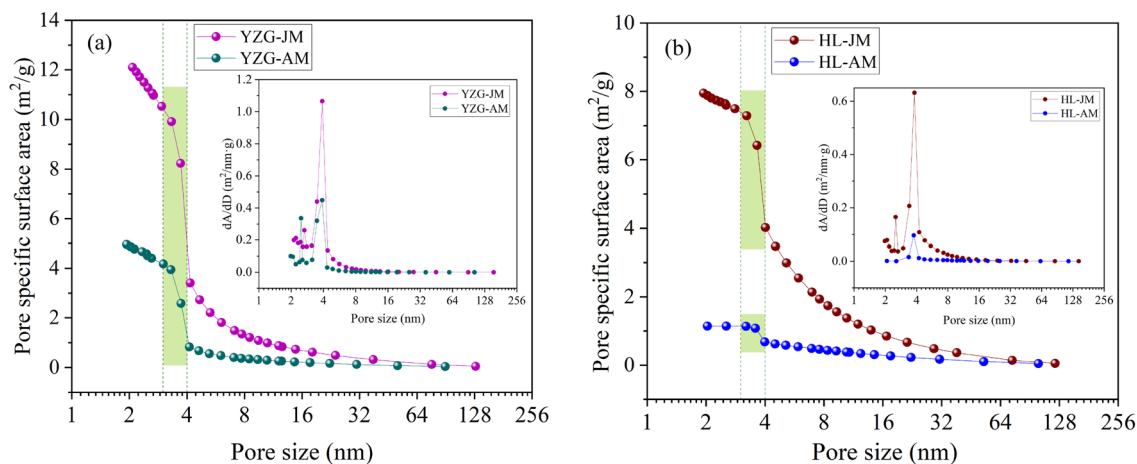 (a)
YZG-JM
YZG-AM
Pore specific surface area (m²/g)
14
12
10
8
6
4
2
0
1 2 4 8 16 32 64 128 256
Pore size (nm)
YZG-JM
YZG-AM
dA/dD (m²/nm·g)
1.2
1.0
0.8
0.6
0.4
0.2
0.0
1 2 4 8 16 32 64 128 256
Pore size (nm)
(b)
HL-JM
HL-AM
Pore specific surface area (m²/g)
10
8
6
4
2
0
1 2 4 8 16 32 64 128 256
Pore size (nm)
HL-JM
HL-AM
dA/dD (m²/nm·g)
0.6
0.4
0.2
0.0
1 2 4 8 16 32 64 128 256
Pore size (nm)